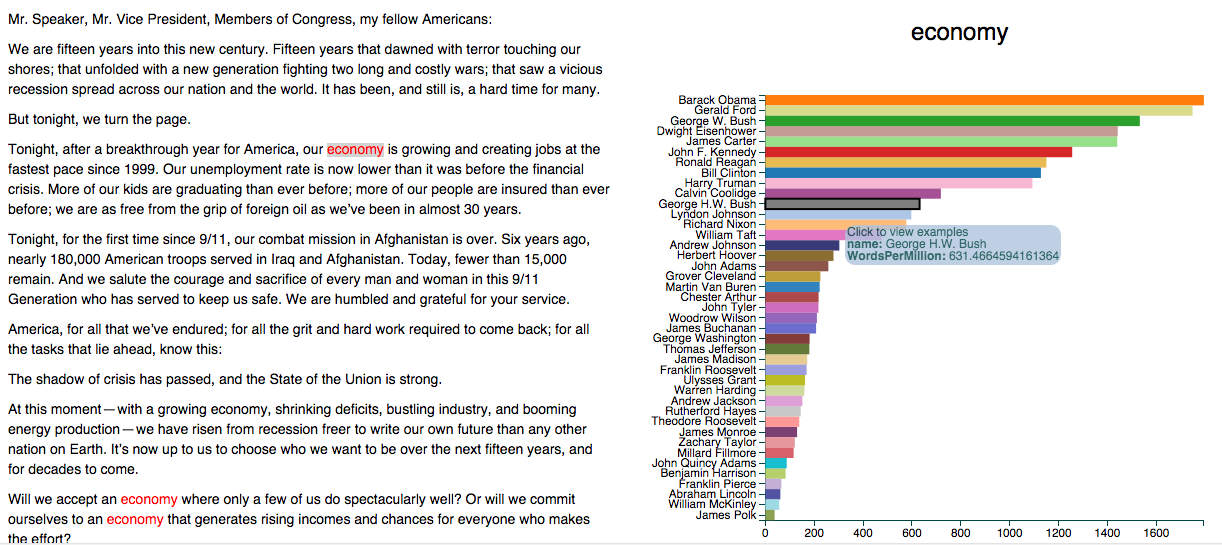 Mr. Speaker, Mr. Vice President, Members of Congress, my fellow Americans:
We are fifteen years into this new century. Fifteen years that dawned with terror touching our
shores; that unfolded with a new generation fighting two long and costly wars; that saw a vicious
recession spread across our nation and the world. It has been, and still is, a hard time for many.
But tonight, we turn the page.
Tonight, after a breakthrough year for America, our economy is growing and creating jobs at the
fastest pace since 1999. Our unemployment rate is now lower than it was before the financial
crisis. More of our kids are graduating than ever before; more of our people are insured than ever
before; we are as free from the grip of foreign oil as we've been in almost 30 years.
Tonight, for the first time since 9/11, our combat mission in Afghanistan is over. Six years ago,
nearly 180,000 American troops served in Iraq and Afghanistan. Today, fewer than 15,000
remain. And we salute the courage and sacrifice of every man and woman in this 9/11
Generation who has served to keep us safe. We are humbled and grateful for your service.
America, for all that we've endured; for all the grit and hard work required to come back; for all
the tasks that lie ahead, know this:
The shadow of crisis has passed, and the State of the Union is strong.
At this moment — with a growing economy, shrinking deficits, bustling industry, and booming
energy production — we have risen from recession freer to write our own future than any other
nation on Earth. It's now up to us to choose who we want to be over the next fifteen years, and
for decades to come.
Will we accept an economy where only a few of us do spectacularly well? Or will we commit
ourselves to an economy that generates rising incomes and chances for everyone who makes
the effort?
economy
Barack Obama
Gerald Ford
George W. Bush
Dwight Eisenhower
James Carter
John F. Kennedy
Ronald Reagan
Bill Clinton
Harry Truman
Calvin Coolidge
George H.W. Bush
Lyndon Johnson
Richard Nixon
William Taft
Andrew Johnson
Herbert Hoover
John Adams
Grover Cleveland
Martin Van Buren
Chester Arthur
John Tyler
Woodrow Wilson
James Buchanan
George Washington
Thomas Jefferson
James Madison
Franklin Roosevelt
Ulysses Grant
Warren Harding
Andrew Jackson
Rutherford Hayes
Theodore Roosevelt
James Monroe
Zachary Taylor
Millard Fillmore
John Quincy Adams
Benjamin Harrison
Franklin Pierce
Abraham Lincoln
William McKinley
James Polk
Click to view examples
name: George H.W. Bush
WordsPerMillion: 631.4664594161364
0 200 400 600 800 1000 1200 1400 1600